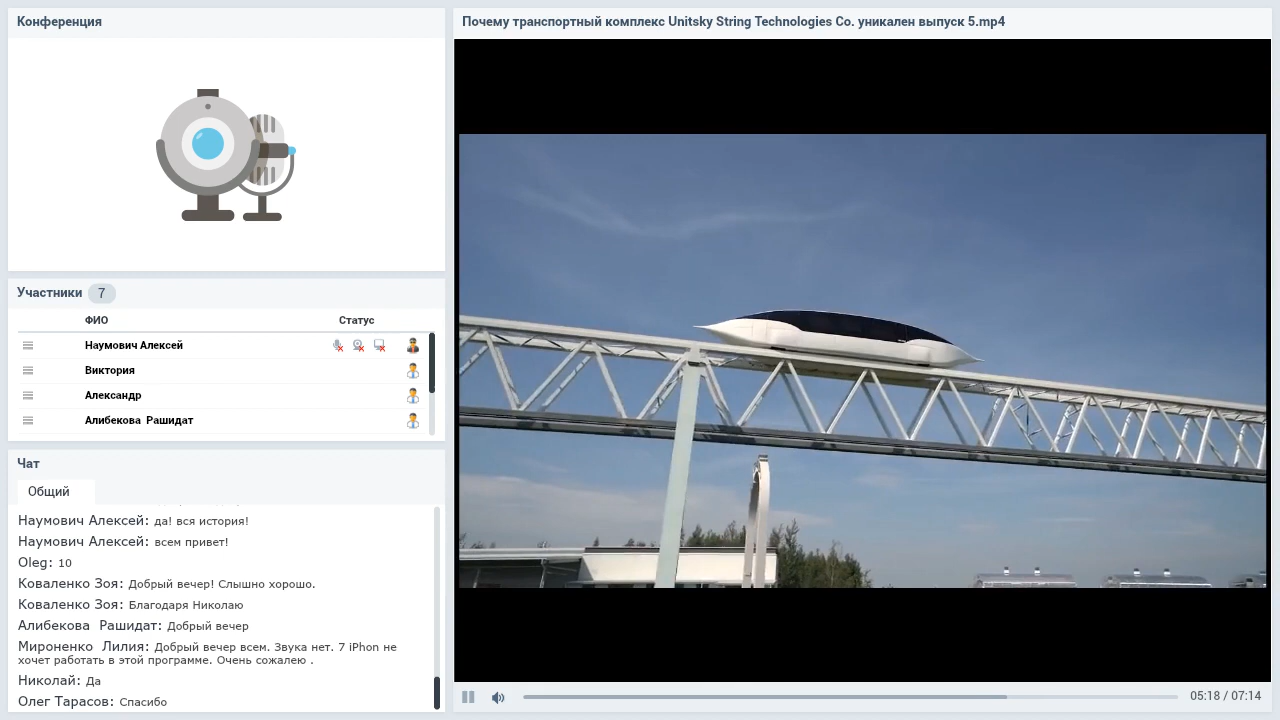 Конференция
Почему транспортный комплекс Unitsky String Technologies Co. уникален выпуск 5.mp4
Участники 7
ФИО Статус
Наумович Алексей
Виктория
Александр
Алибекова Рашидат
Чат
Общий
Наумович Алексей: да! вся история!
Наумович Алексей: всем привет!
Oleg: 10
Коваленко Зоя: Добрый вечер! Слышно хорошо.
Коваленко Зоя: Благодаря Николаю
Алибекова Рашидат: Добрый вечер
Мироненко Лилия: Добрый вечер всем. Звука нет. 7 iPhon не
хочет работать в этой программе. Очень сожалею .
Николай: Да
Олег Тарасов: Спасибо
05:18 / 07:14